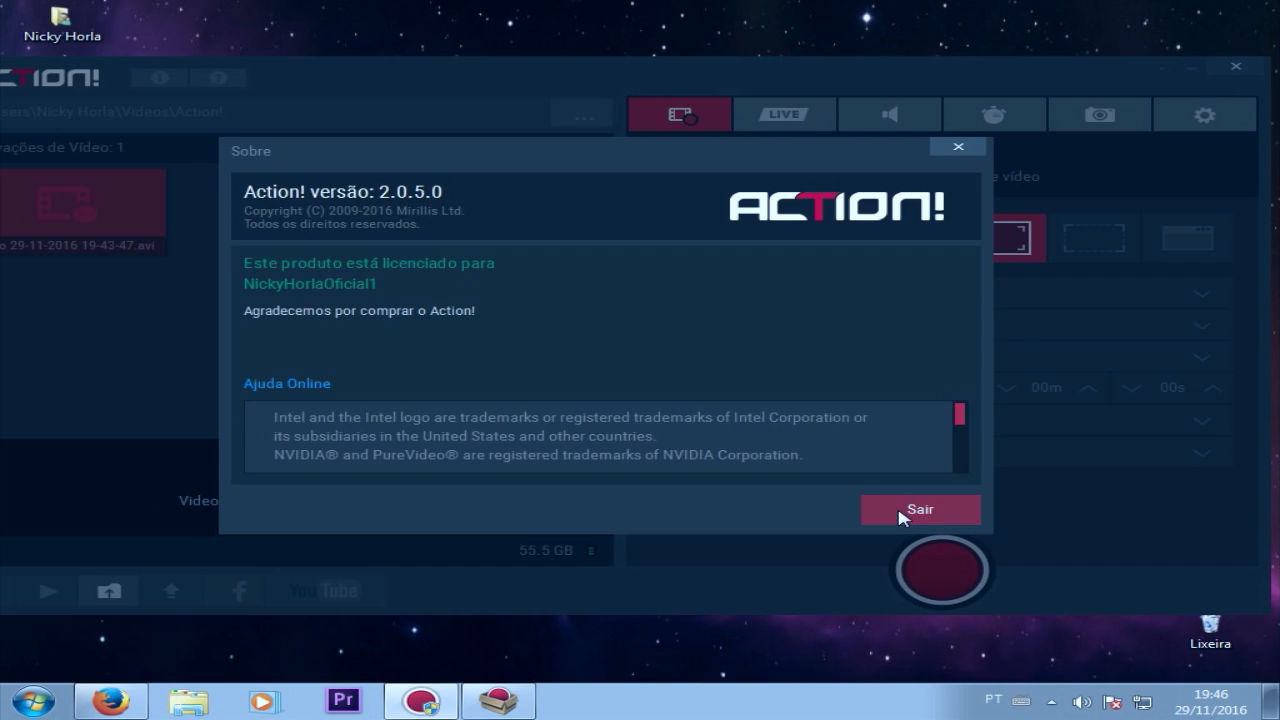 Nicky Horla
CTION!
sers\Nicky Horla\Videos\Action!
...
LIVE
vações de Vídeo: 1
Sobre
e vídeo
Action! versão: 2.0.5.0
Copyright (C) 2009-2016 Mirillis Ltd.
Todos os direitos reservados.
ACTION!
o 29-11-2016 19-43-47.avi
Este produto está licenciado para
NickyHorlaOficial1
Agradecemos por comprar o Action!
Ajuda Online
00m
00s
Intel and the Intel logo are trademarks or registered trademarks of Intel Corporation or
its subsidiaries in the United States and other countries.
NVIDIA® and PureVideo® are registered trademarks of NVIDIA Corporation.
Video
Sair
55.5 GB
YouTube
Lixeira
Pr
PT
19:46
29/11/2016